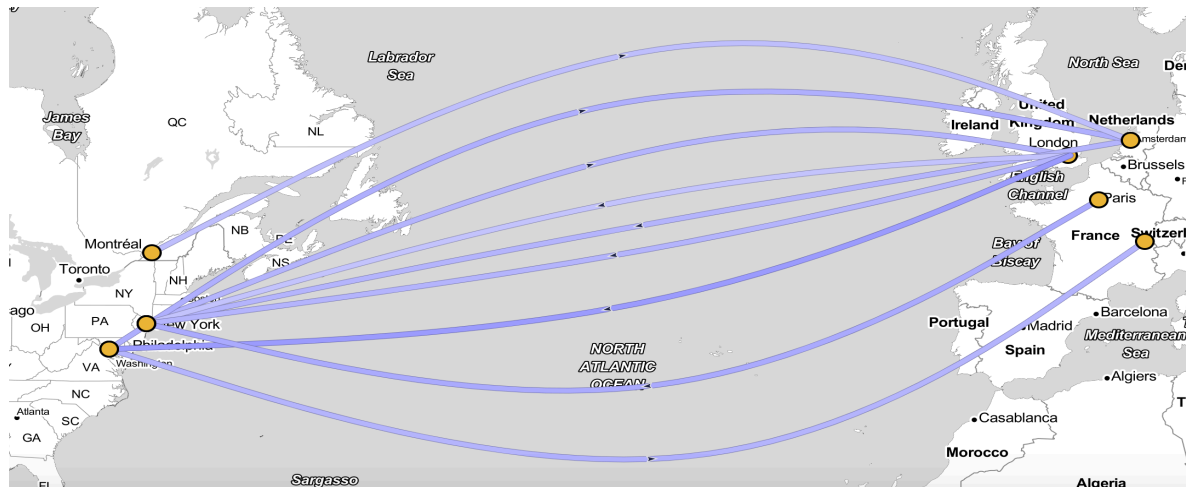 Labrador
Sea
North Sea
James
Bay
QC
NL
United
Kingdom
Netherlands
Ireland
London
Amsterdam
Brussels
English
Channel
Paris
NB
PE
Montréal
France
Switzerl
Bay of
Biscay
Toronto
NS
NH
NY
ago
PA
New York
OH
Portugal
Barcelona
Madrid
Mediterranean
Sea
Spain
Philadelphia
Washington
VA
NORTH
ATLANTIC
OCEAN
Algiers
NC
Atlanta
SC
GA
Casablanca
Morocco
Sargasso
Algeria